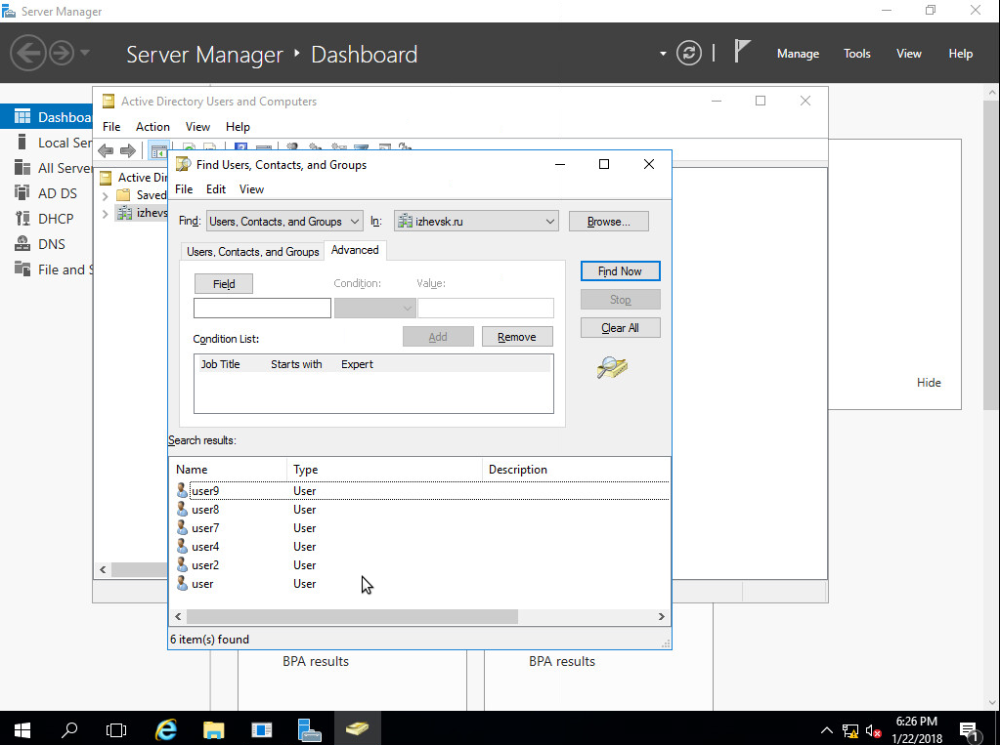 Server Manager
Server Manager ‣ Dashboard
Manage Tools View Help
Active Directory Users and Computers
File Action View Help
Dashboa
Local Ser
All Server
AD DS
DHCP
DNS
File and S
Active Dir
Saved
izhevs
Find Users, Contacts, and Groups
File Edit View
Find: Users, Contacts, and Groups In: izhevsk.ru Browse...
Users, Contacts, and Groups Advanced
Field Condition: Value:
Find Now
Stop
Clear All
Add Remove
Condition List:
Job Title Starts with Expert
Search results:
Name Type Description
user9 User
user8 User
user7 User
user4 User
user2 User
user User
6 item(s) found
Hide
BPA results BPA results
6:26 PM
1/22/2018
1